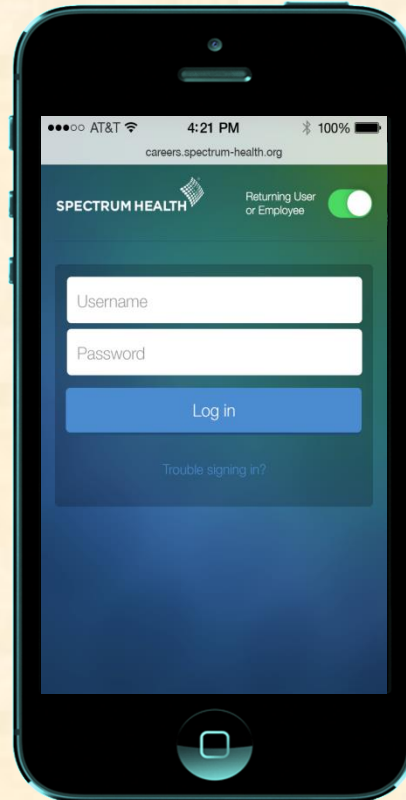 AT&T 4:21 PM 100%
careers.spectrum-health.org
SPECTRUM HEALTH
Returning User
or Employee
Username
Password
Log in
Trouble signing in?